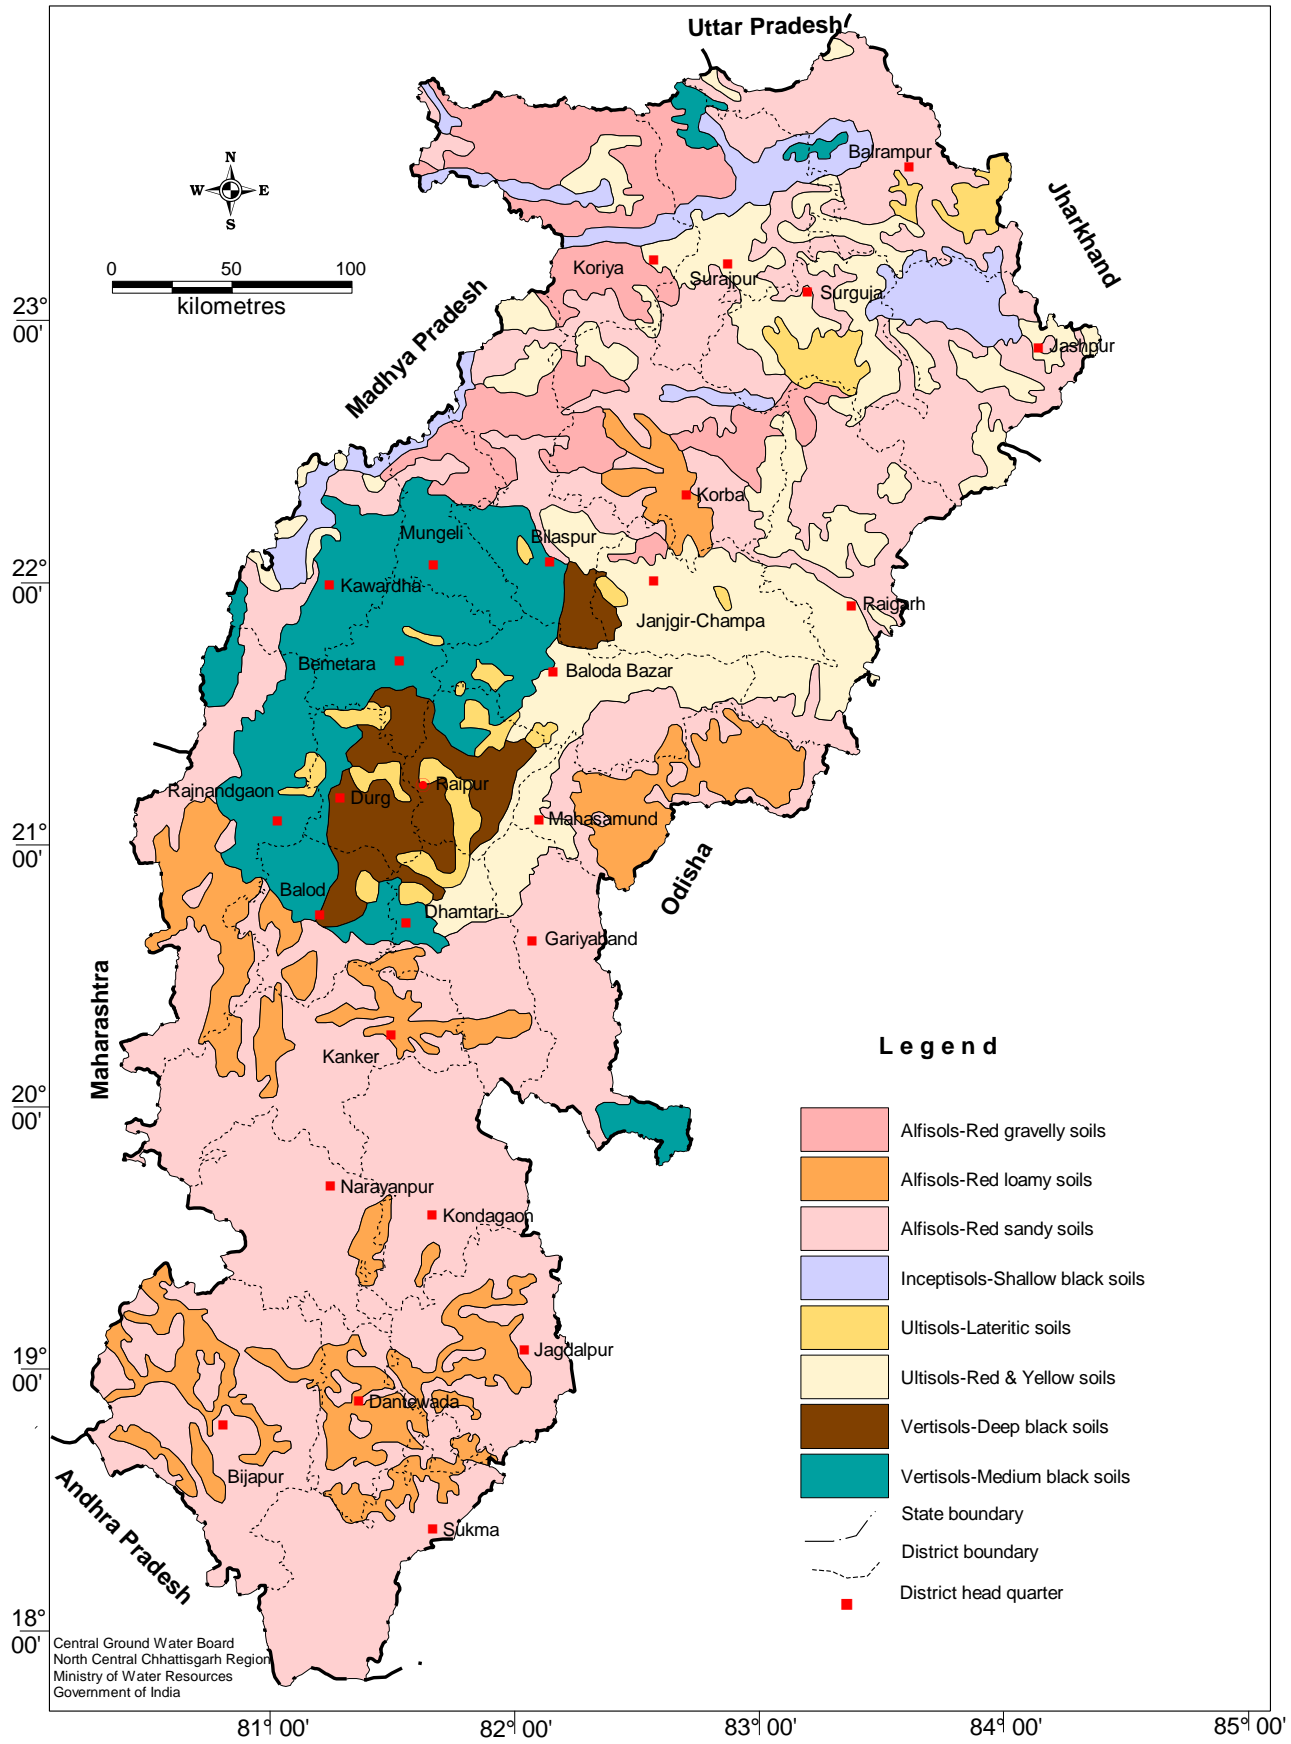 Uttar Pradesh
N
W E
S
0 50 100
kilometres
Balrampur
Jharkhand
Koriya
Surajpur
Surguja
23°
00'
Madhya Pradesh
Jashpur
Korba
Mungeli
Bilaspur
22°
00'
Kawardha
Raigarh
Janjgir-Champa
Bemetara
Baloda Bazar
Rajnandgaon
Raipur
Durg
Mahasamund
21°
00'
Odisha
Balod
Dhamtari
Gariyaband
Maharashtra
Kanker
20°
00'
Narayanpur
Kondagaon
Jagdalpur
19°
00'
Dantewada
Bijapur
Andhra Pradesh
Sukma
18°
00'
Legend
Alfisols-Red gravelly soils
Alfisols-Red loamy soils
Alfisols-Red sandy soils
Inceptisols-Shallow black soils
Ultisols-Lateritic soils
Ultisols-Red & Yellow soils
Vertisols-Deep black soils
Vertisols-Medium black soils
State boundary
District boundary
District head quarter
Central Ground Water Board
North Central Chhattisgarh Region
Ministry of Water Resources
Government of India
81° 00' 82° 00' 83° 00' 84° 00' 85° 00'